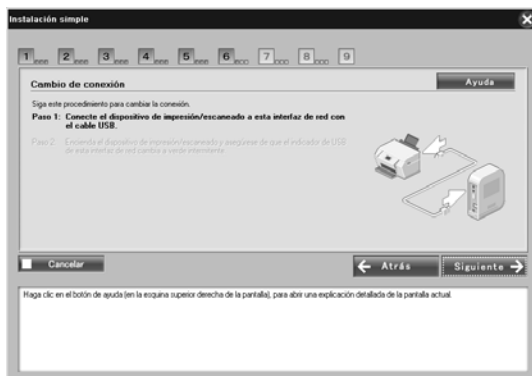 Instalación simple
1 2 3 4 5 6 7 8 9
Cambio de conexión
Ayuda
Siga este procedimiento para cambiar la conexión.
Paso 1: Conecte el dispositivo de impresión/escaneado a esta interfaz de red con
el cable USB.
Paso 2: Encienda el dispositivo de impresión/escaneado y asegúrese de que el indicador de USB
de esta interfaz de red cambia a verde intermitente.
Cancelar
Atrás
Siguiente
Haga clic en el botón de ayuda (en la esquina superior derecha de la pantalla), para abrir una explicación detallada de la pantalla actual.